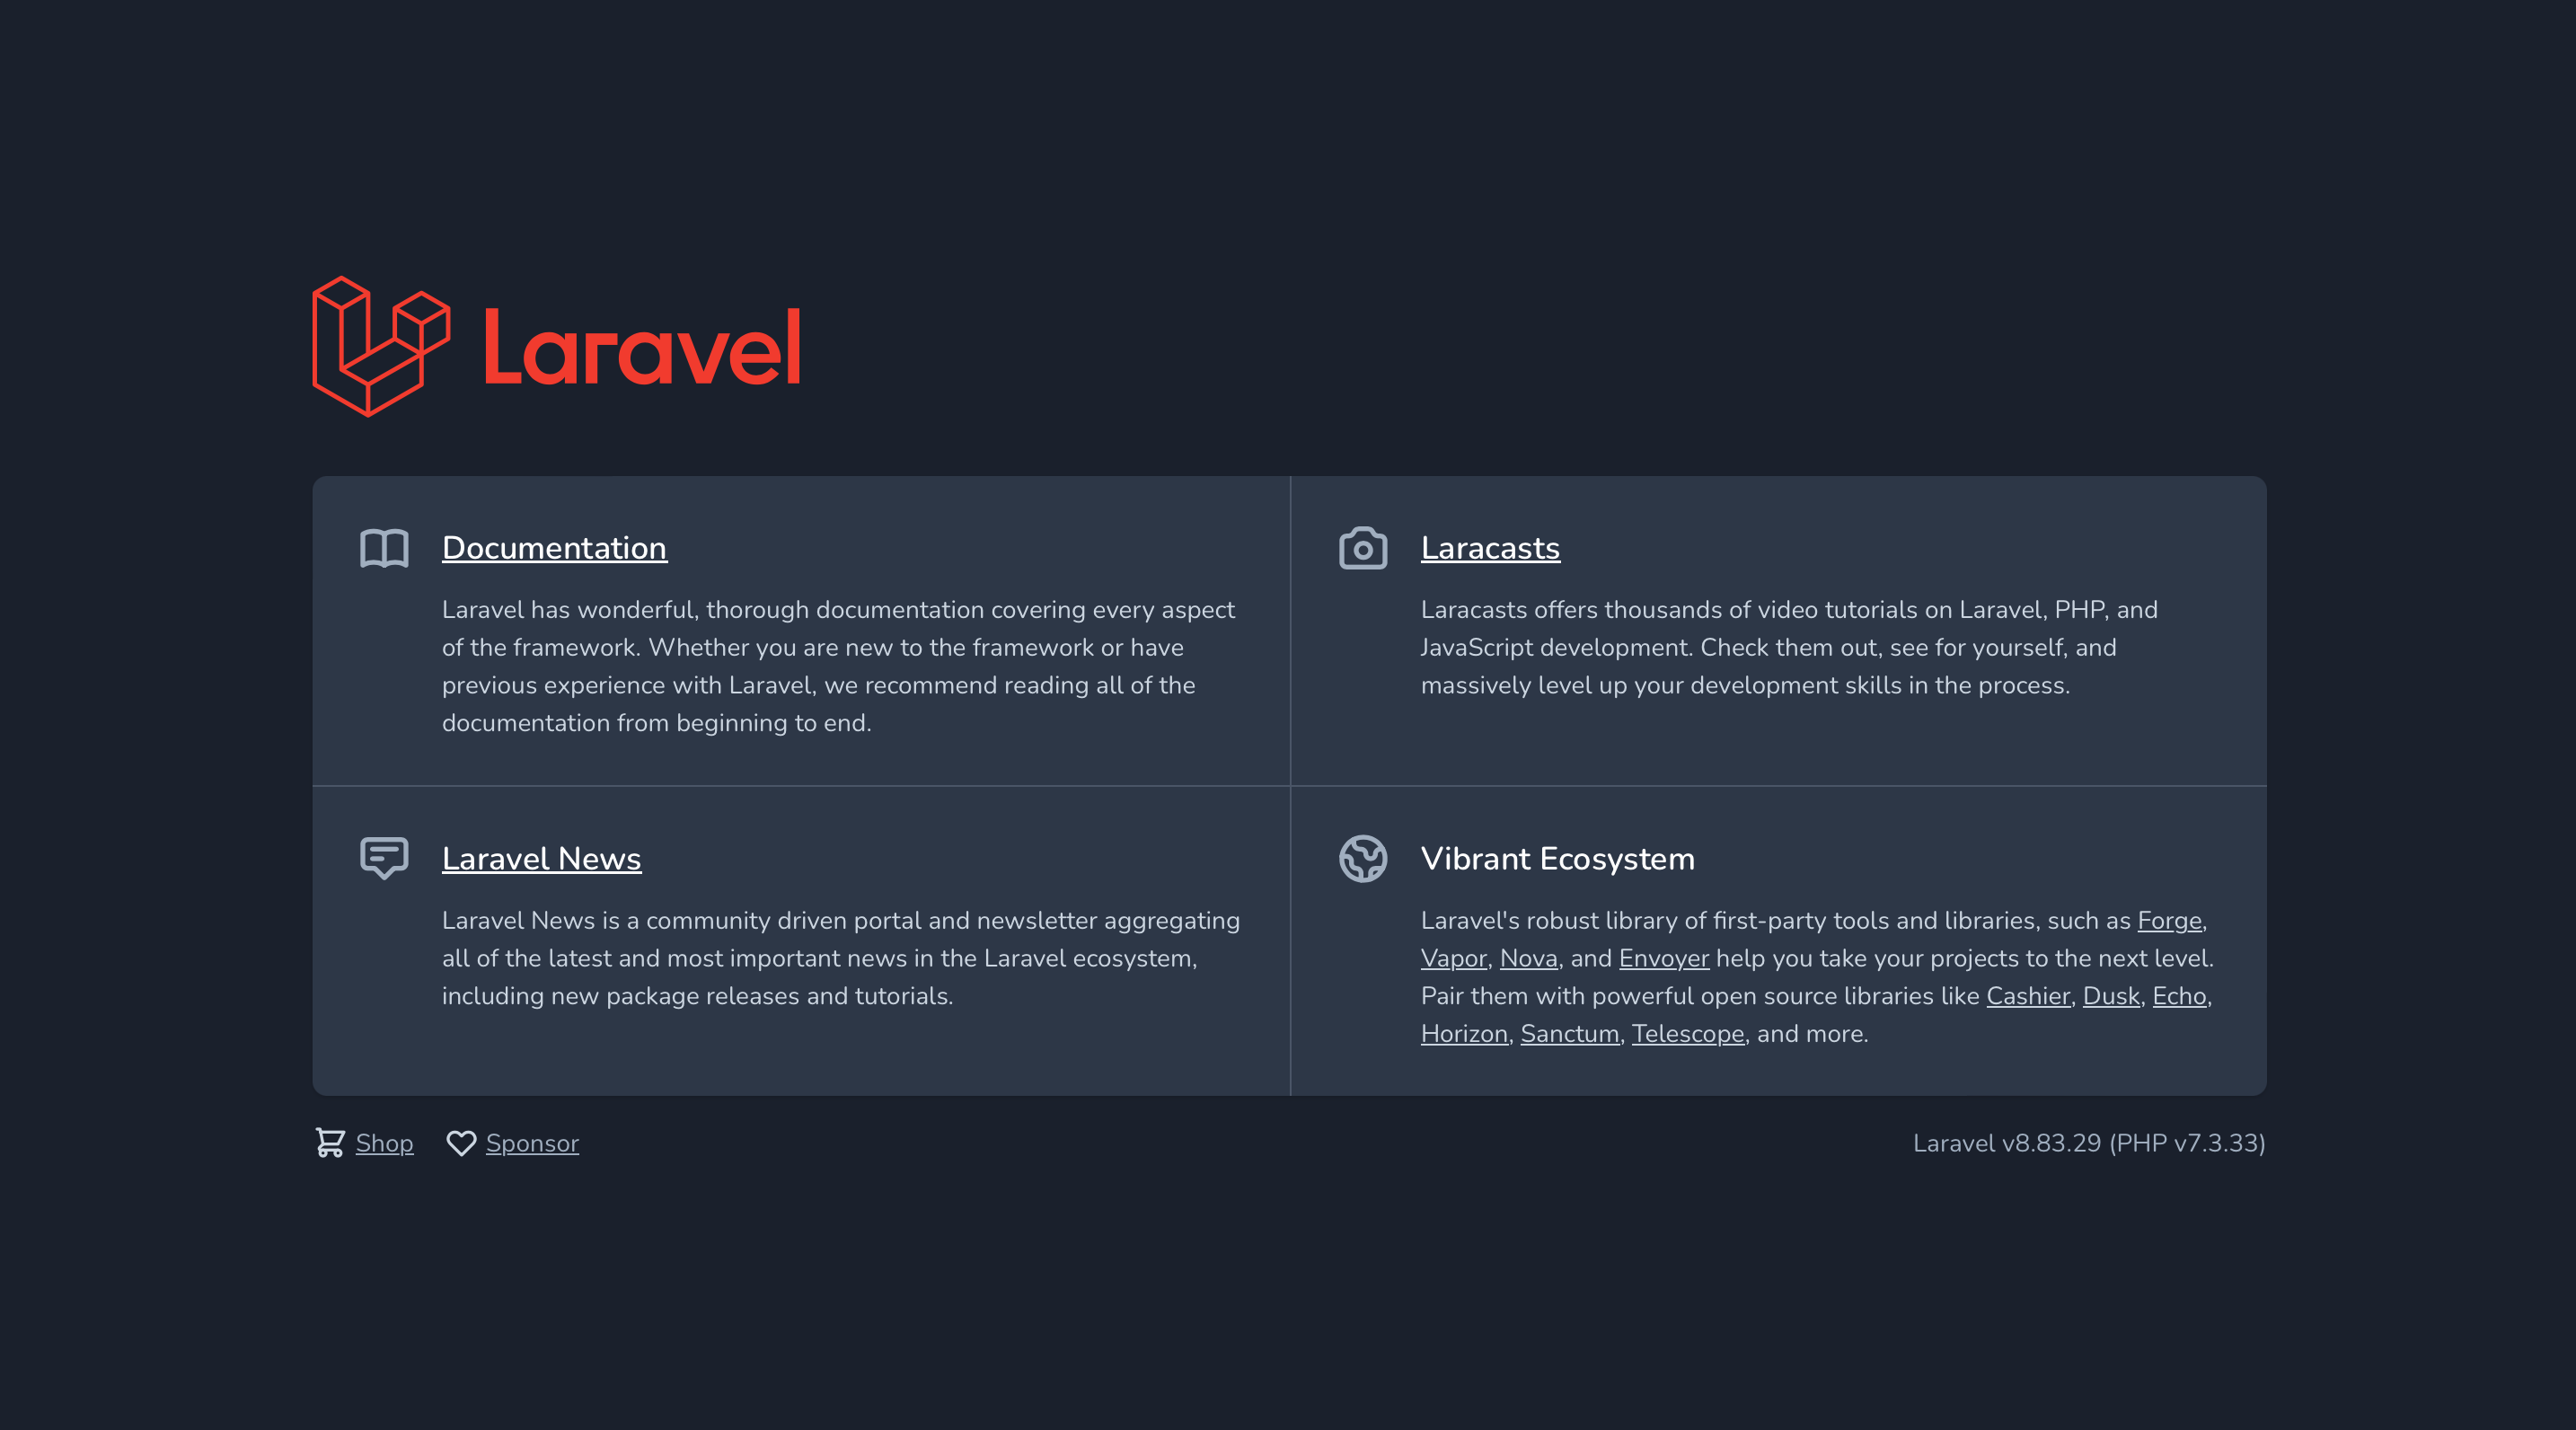 Laravel
Documentation
Laravel has wonderful, thorough documentation covering every aspect
of the framework. Whether you are new to the framework or have
previous experience with Laravel, we recommend reading all of the
documentation from beginning to end.
Laracasts
Laracasts offers thousands of video tutorials on Laravel, PHP, and
JavaScript development. Check them out, see for yourself, and
massively level up your development skills in the process.
Laravel News
Laravel News is a community driven portal and newsletter aggregating
all of the latest and most important news in the Laravel ecosystem,
including new package releases and tutorials.
Vibrant Ecosystem
Laravel's robust library of first-party tools and libraries, such as Forge,
Vapor, Nova, and Envoyer help you take your projects to the next level.
Pair them with powerful open source libraries like Cashier, Dusk, Echo,
Horizon, Sanctum, Telescope, and more.
Shop Sponsor
Laravel v8.83.29 (PHP v7.3.33)